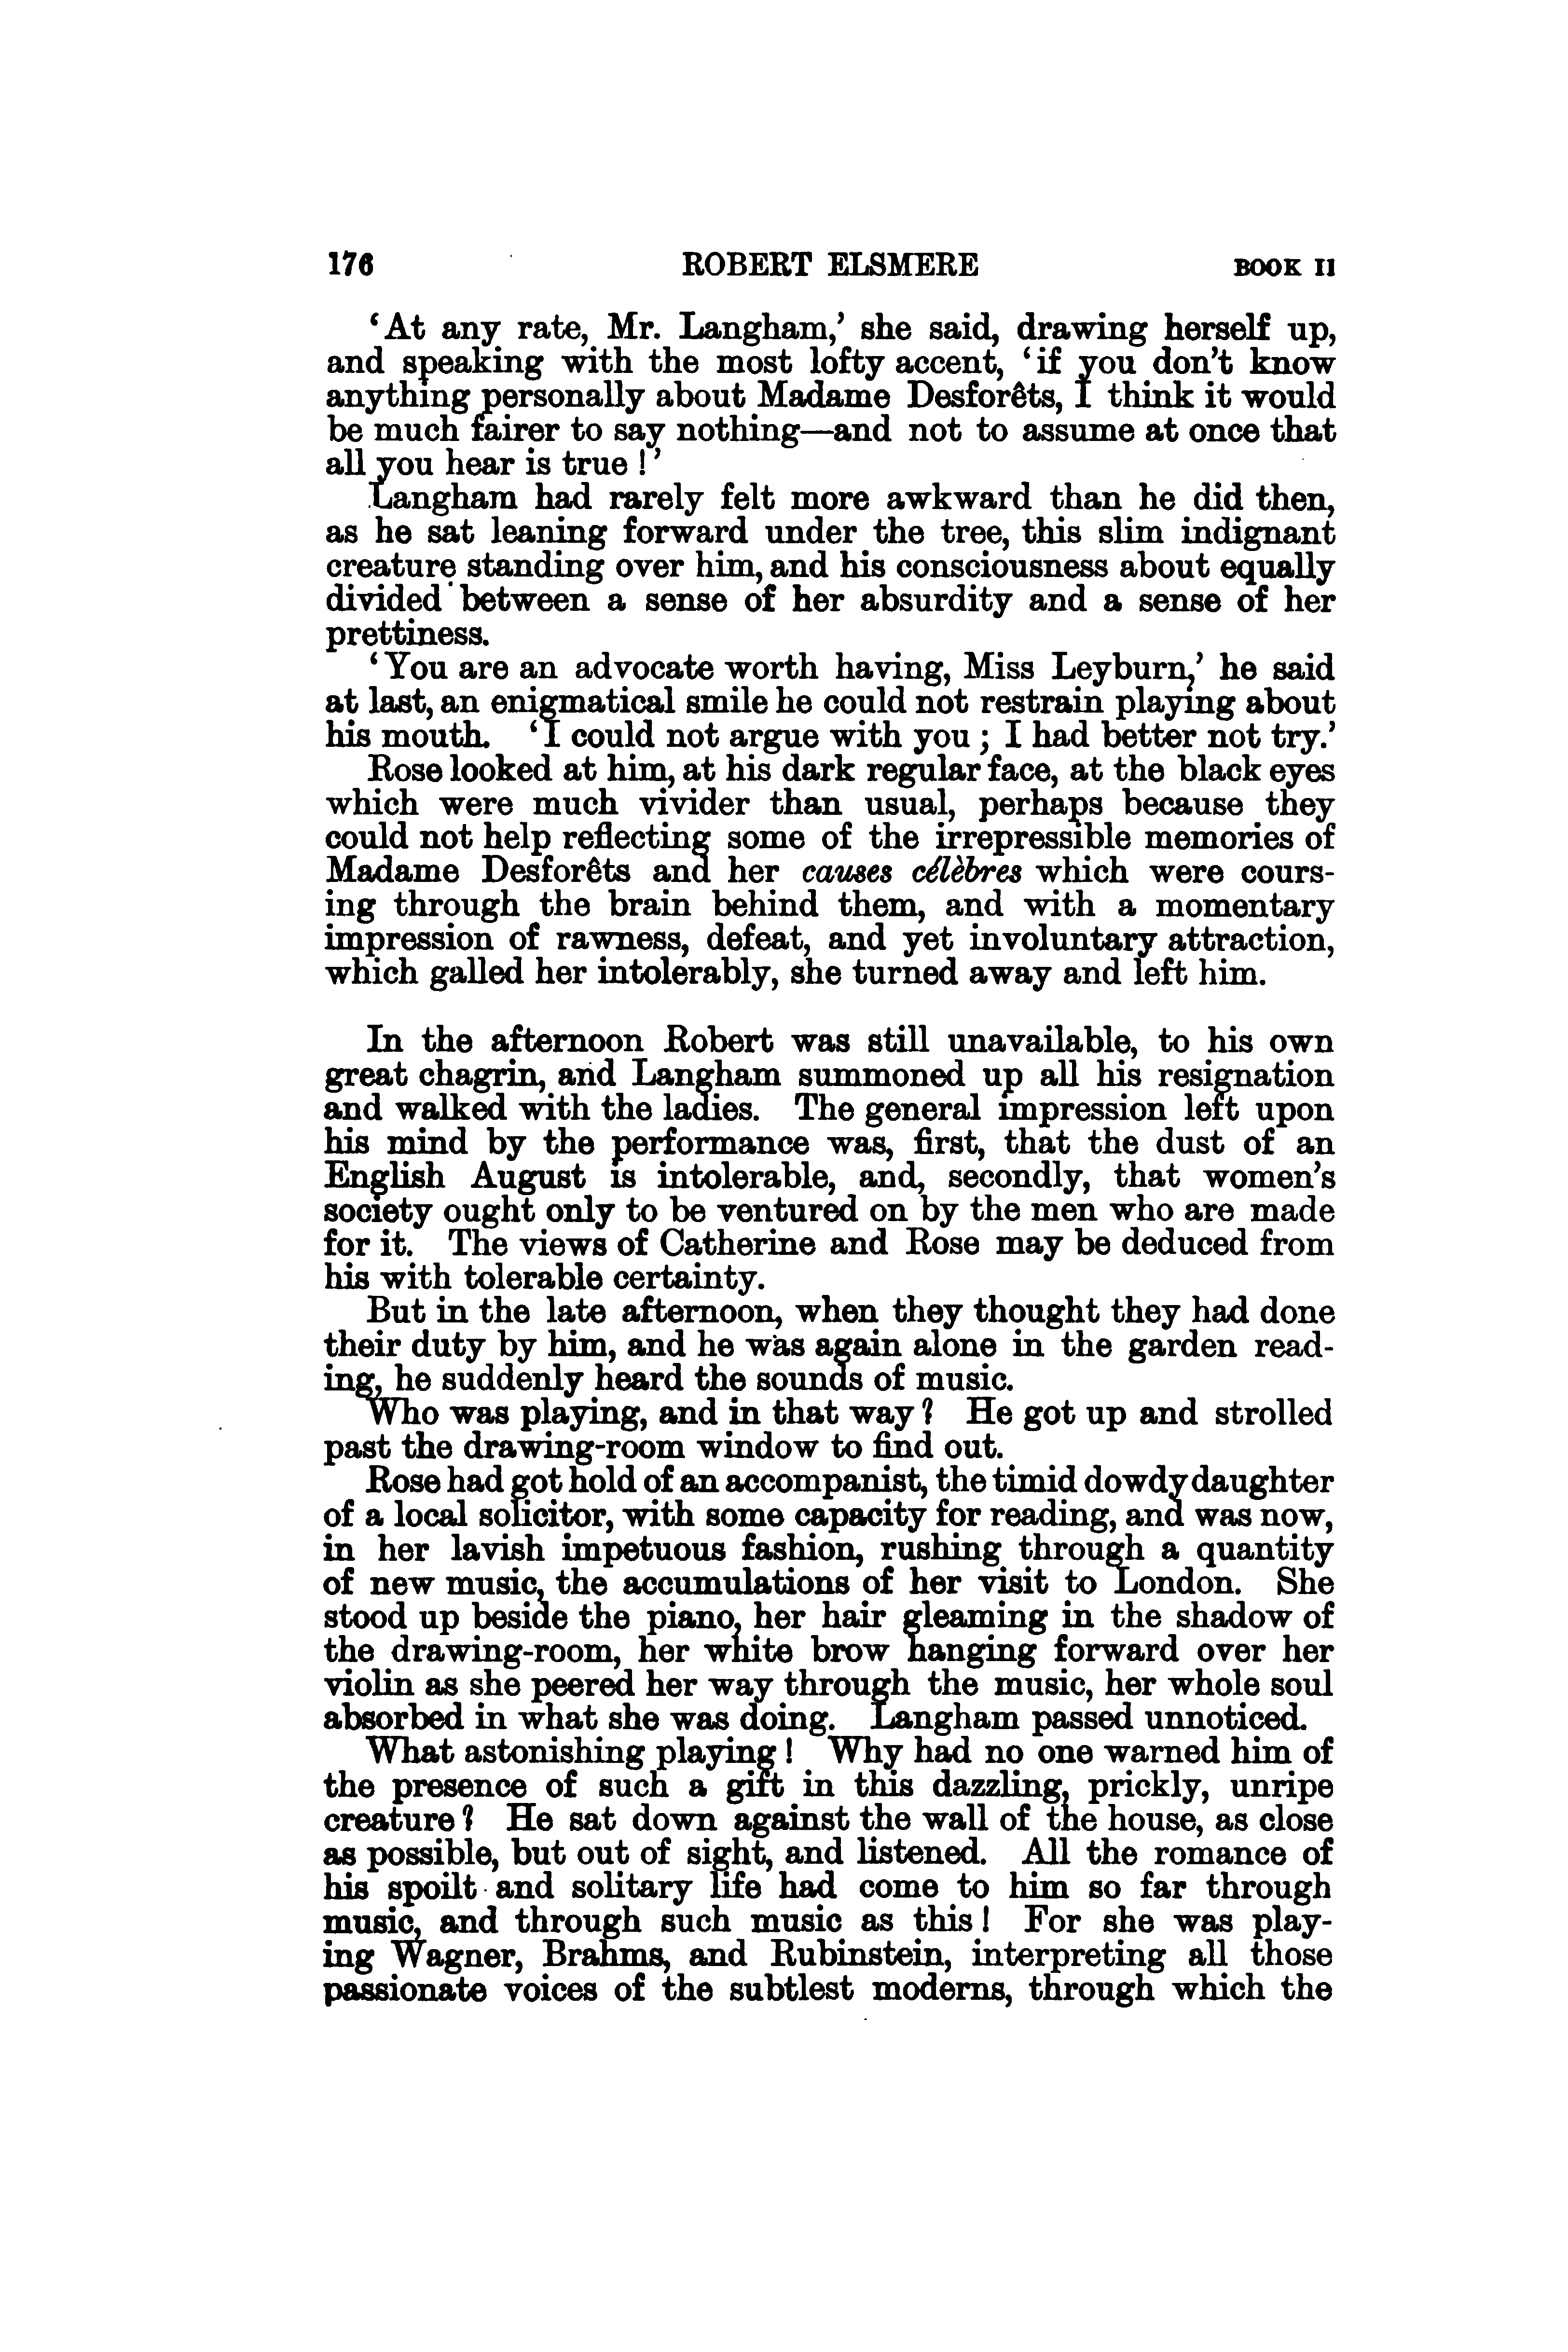 176 ROBERT ELSMERE BOOK II
‘At any rate, Mr. Langham,’ she said, drawing herself up,
and speaking with the most lofty accent, ‘if you don’t know
anything personally about Madame Desforêts, I think it would
be much fairer to say nothing—and not to assume at once that
all you hear is true !’
Langham had rarely felt more awkward than he did then,
as he sat leaning forward under the tree, this slim indignant
creature standing over him, and his consciousness about equally
divided between a sense of her absurdity and a sense of her
prettiness.
‘You are an advocate worth having, Miss Leyburn,’ he said
at last, an enigmatical smile he could not restrain playing about
his mouth. ‘I could not argue with you ; I had better not try.’
Rose looked at him, at his dark regular face, at the black eyes
which were much vivider than usual, perhaps because they
could not help reflecting some of the irrepressible memories of
Madame Desforêts and her causes célèbres which were cours-
ing through the brain behind them, and with a momentary
impression of rawness, defeat, and yet involuntary attraction,
which galled her intolerably, she turned away and left him.
In the afternoon Robert was still unavailable, to his own
great chagrin, and Langham summoned up all his resignation
and walked with the ladies. The general impression left upon
his mind by the performance was, first, that the dust of an
English August is intolerable, and, secondly, that women’s
society ought only to be ventured on by the men who are made
for it. The views of Catherine and Rose may be deduced from
his with tolerable certainty.
But in the late afternoon, when they thought they had done
their duty by him, and he was again alone in the garden read-
ing, he suddenly heard the sounds of music.
Who was playing, and in that way ? He got up and strolled
past the drawing-room window to find out.
Rose had got hold of an accompanist, the timid dowdy daughter
of a local solicitor, with some capacity for reading, and was now,
in her lavish impetuous fashion, rushing through a quantity
of new music, the accumulations of her visit to London. She
stood up beside the piano, her hair gleaming in the shadow of
the drawing-room, her white brow hanging forward over her
violin as she peered her way through the music, her whole soul
absorbed in what she was doing. Langham passed unnoticed.
What astonishing playing ! Why had no one warned him of
the presence of such a gift in this dazzling, prickly, unripe
creature ? He sat down against the wall of the house, as close
as possible, but out of sight, and listened. All the romance of
his spoilt and solitary life had come to him so far through
music, and through such music as this ! For she was play-
ing Wagner, Brahms, and Rubinstein, interpreting all those
passionate voices of the subtlest moderns, through which the